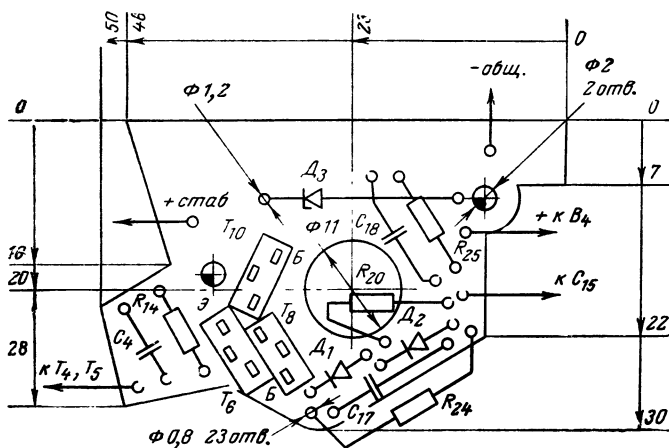 50
46
23
0
Ф2
2 отв.
-общ.
0
0
Ф1,2
7
Д3
+стаб
Ф11
C18
R25
+ к В4
T10
Б
16
20
R20
к C15
Э
R14
C4
T8
Д2
22
28
Д1
к T4, T5
T6
Б
C17
R24
30
Ф0,8 23 отв.